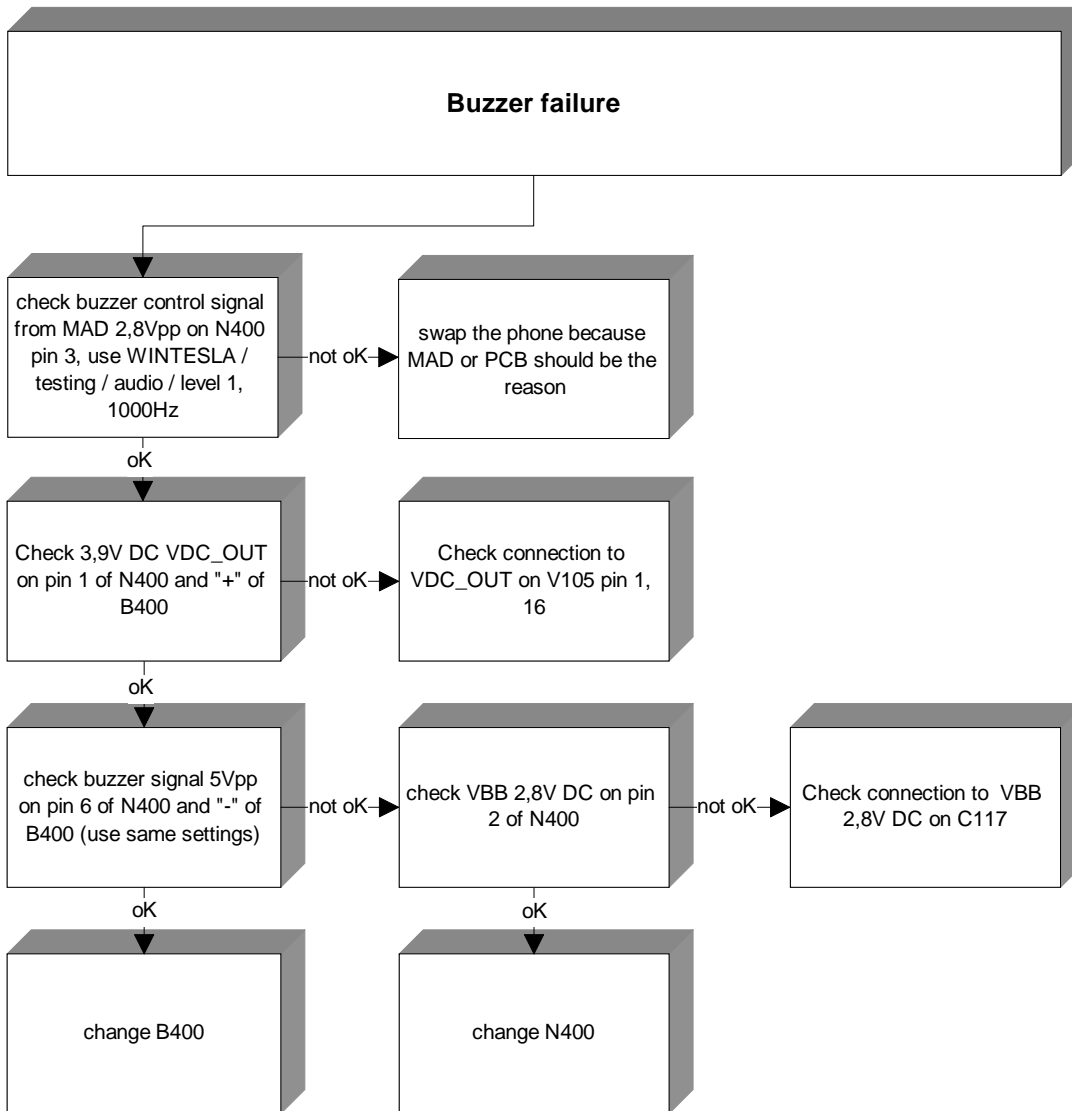 Buzzer failure
check buzzer control signal
from MAD 2,8Vpp on N400
pin 3, use WINTESLA /
testing / audio / level 1,
1000Hz
not oK
swap the phone because
MAD or PCB should be the
reason
oK
Check 3,9V DC VDC_OUT
on pin 1 of N400 and "+" of
B400
not oK
Check connection to
VDC_OUT on V105 pin 1,
16
oK
check buzzer signal 5Vpp
on pin 6 of N400 and "-" of
B400 (use same settings)
not oK
check VBB 2,8V DC on pin
2 of N400
not oK
Check connection to  VBB
2,8V DC on C117
oK
oK
change B400
change N400